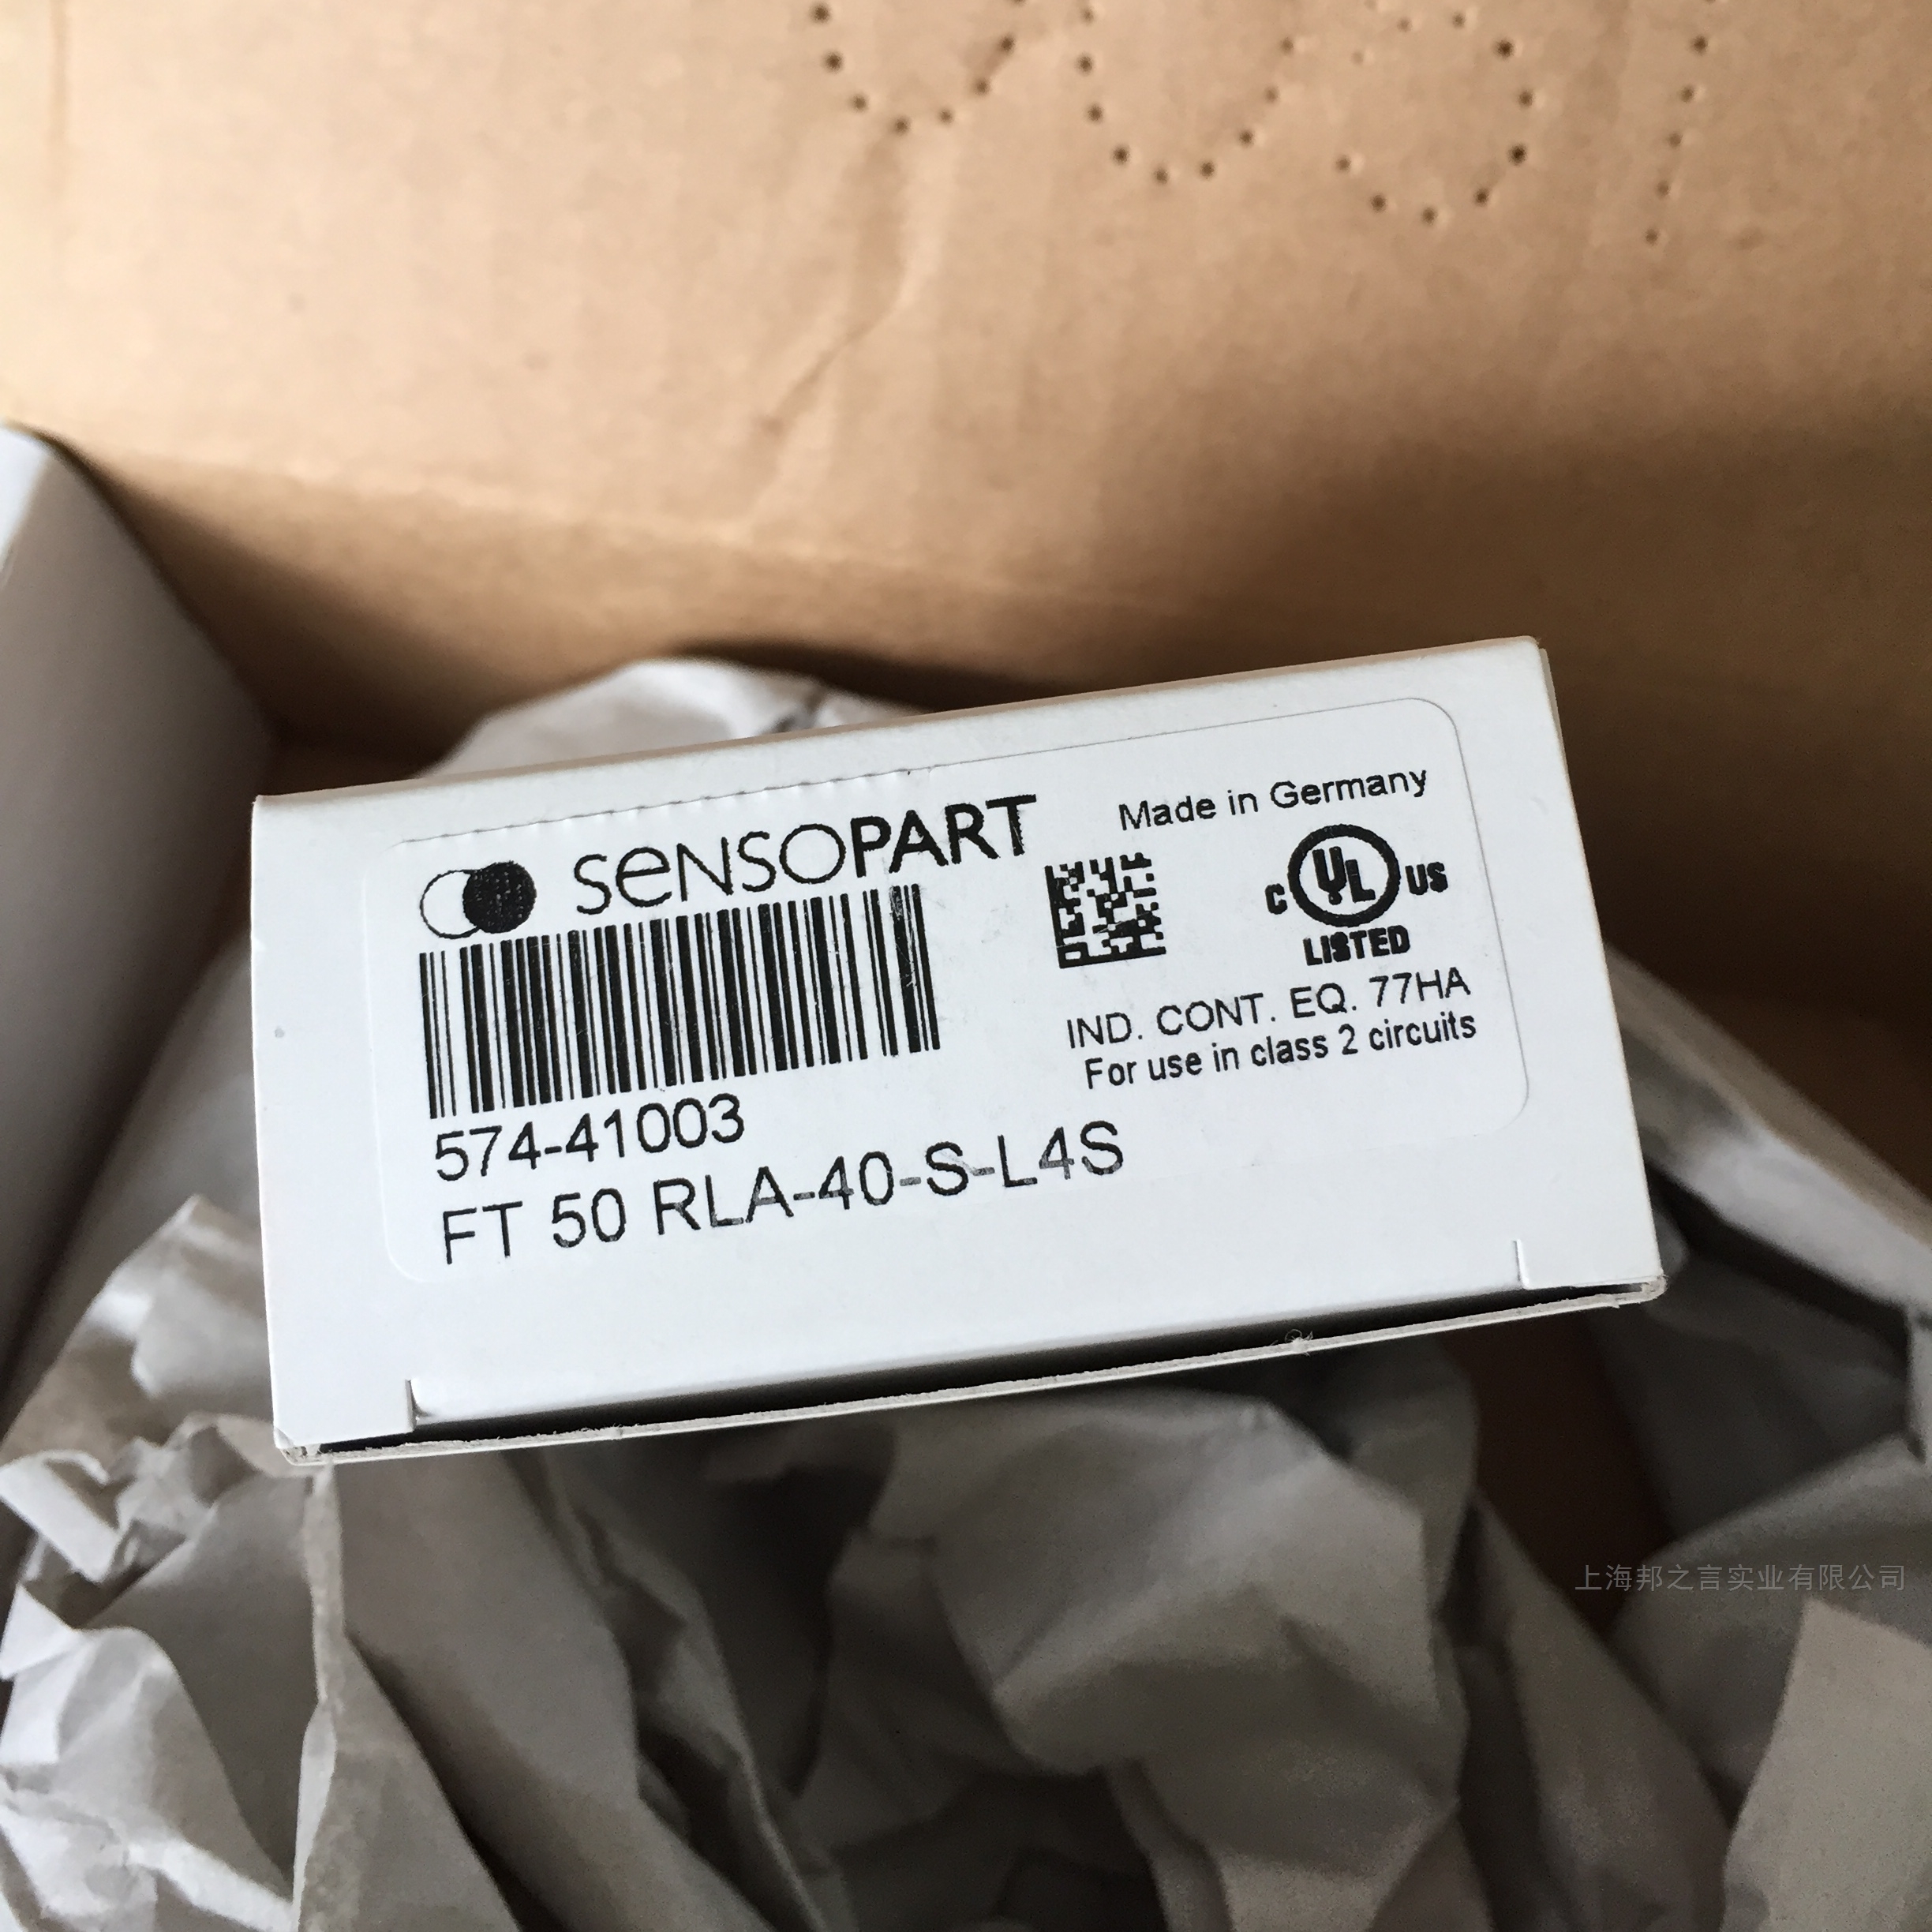 SENSOPART
Made in Germany
C UL US
LISTED
IND. CONT. EQ. 77HA
For use in class 2 circuits
574-41003
FT 50 RLA-40-S-L4S
上海邦之言实业有限公司